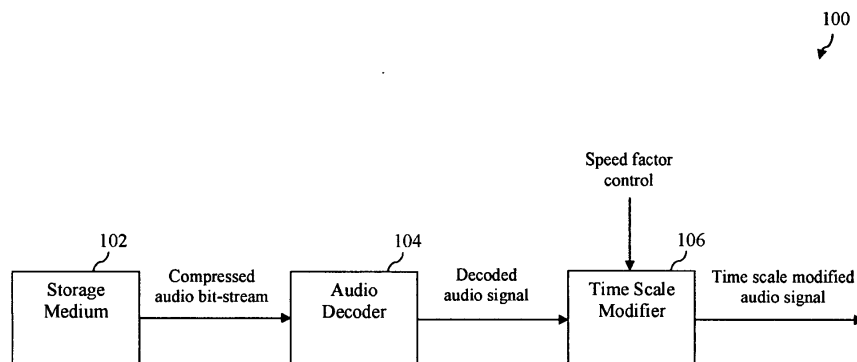 100
Speed factor
control
102
104
106
Storage
Medium
Compressed
audio bit-stream
Audio
Decoder
Decoded
audio signal
Time Scale
Modifier
Time scale modified
audio signal